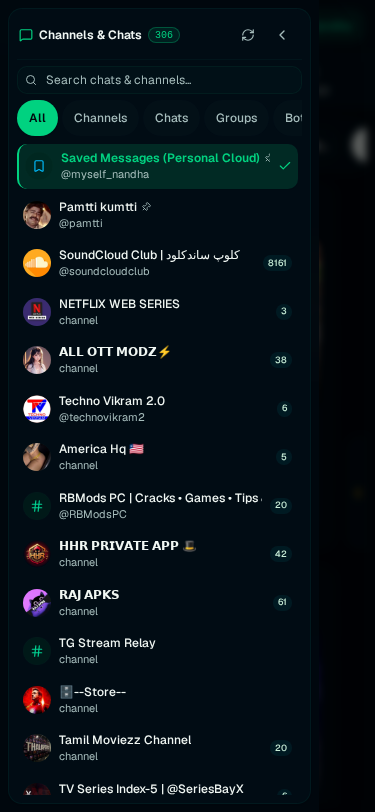 Channels & Chats 306
Search chats & channels...
All Channels Chats Groups Bot
Saved Messages (Personal Cloud)
@myself_nandha
Pamtti kumtti
@pamtti
SoundCloud Club | کلوپ ساندکلود
@soundcloudclub
8161
NETFLIX WEB SERIES
channel
3
𝗔𝗟𝗟 𝗢𝗧𝗧 𝗠𝗢𝗗𝗭⚡
channel
38
Techno Vikram 2.0
@technovikram2
6
America Hq 🇺🇸
channel
5
RBMods PC | Cracks • Games • Tips
@RBModsPC
20
𝗛𝗛𝗥 𝗣𝗥𝗜𝗩𝗔𝗧𝗘 𝗔𝗣𝗣 🎩
channel
42
𝗥𝗔𝗝 𝗔𝗣𝗞𝗦
channel
61
TG Stream Relay
channel
🗄️--Store--
channel
Tamil Moviezz Channel
channel
20
TV Series Index-5 | @SeriesBayX